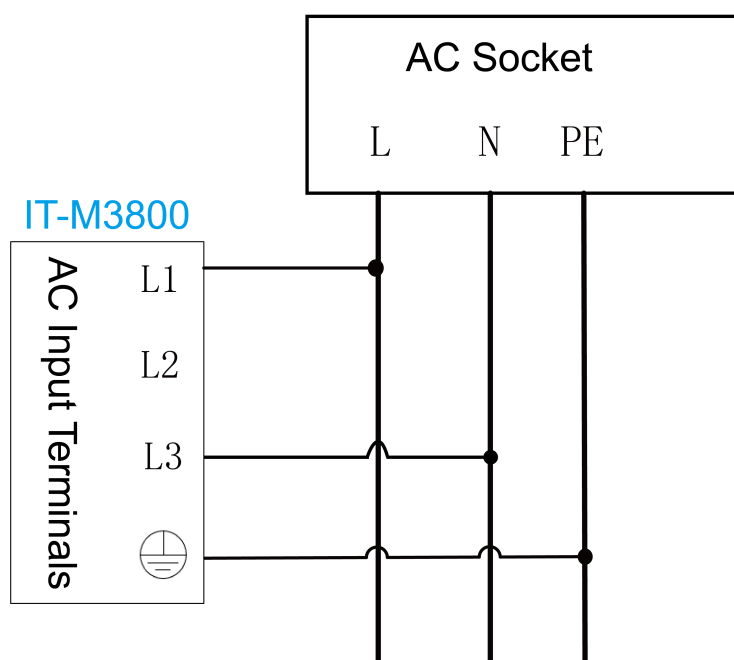 AC Socket
L N PE
IT-M3800
AC Input Terminals
L1
L2
L3